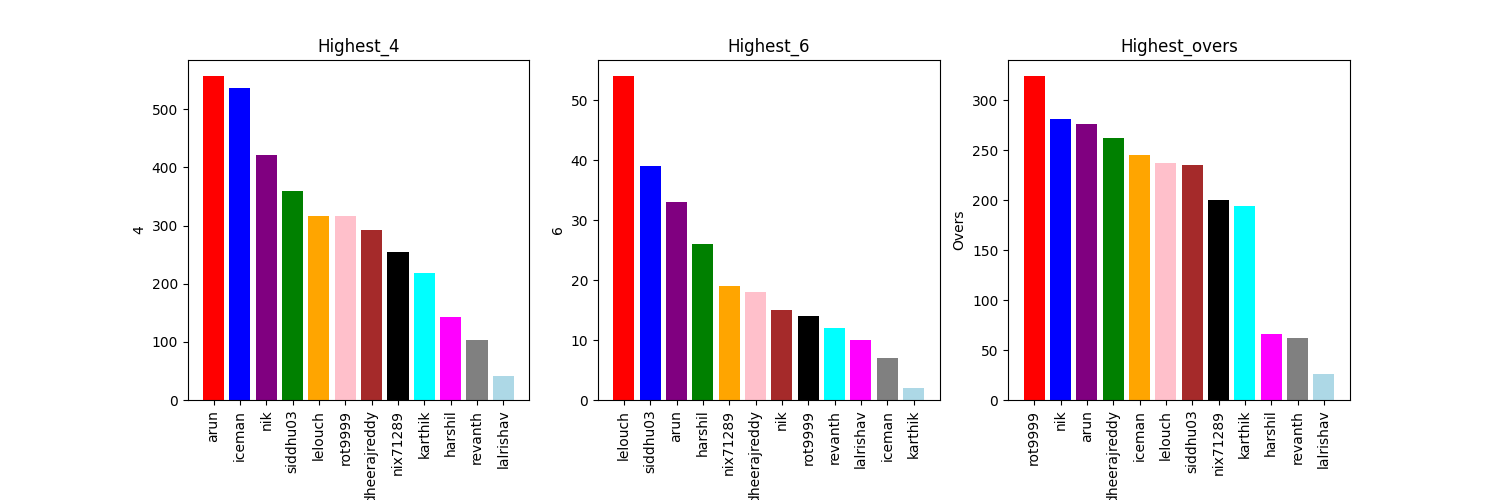 Highest_4
4
500
400
300
200
100
0
arun
iceman
nik
siddhu03
lelouch
rot9999
dheerajreddy
nix71289
karthik
harshil
revanth
lalrishav
Highest_6
6
50
40
30
20
10
0
lelouch
siddhu03
arun
harshil
nix71289
dheerajreddy
nik
rot9999
revanth
lalrishav
iceman
karthik
Highest_overs
Overs
300
250
200
150
100
50
0
rot9999
nik
arun
dheerajreddy
iceman
lelouch
siddhu03
nix71289
karthik
harshil
revanth
lalrishav